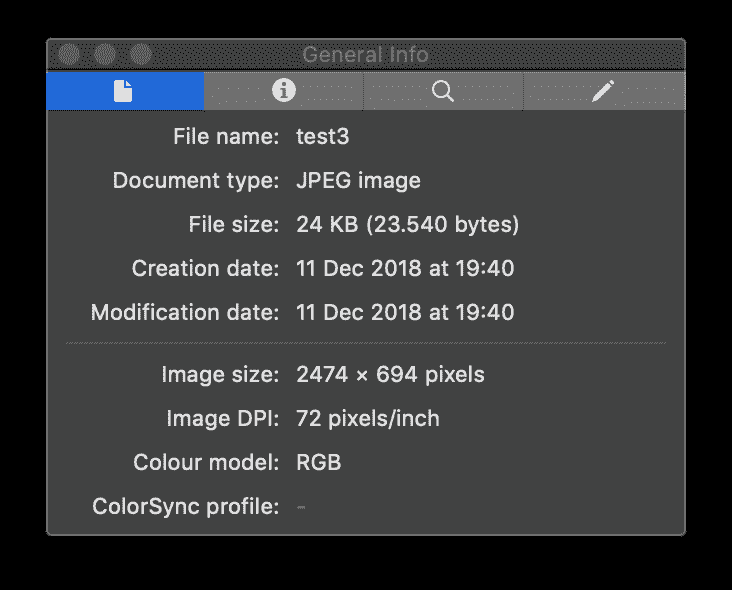 General Info
File name: test3
Document type: JPEG image
File size: 24 KB (23.540 bytes)
Creation date: 11 Dec 2018 at 19:40
Modification date: 11 Dec 2018 at 19:40
Image size: 2474 × 694 pixels
Image DPI: 72 pixels/inch
Colour model: RGB
ColorSync profile: –